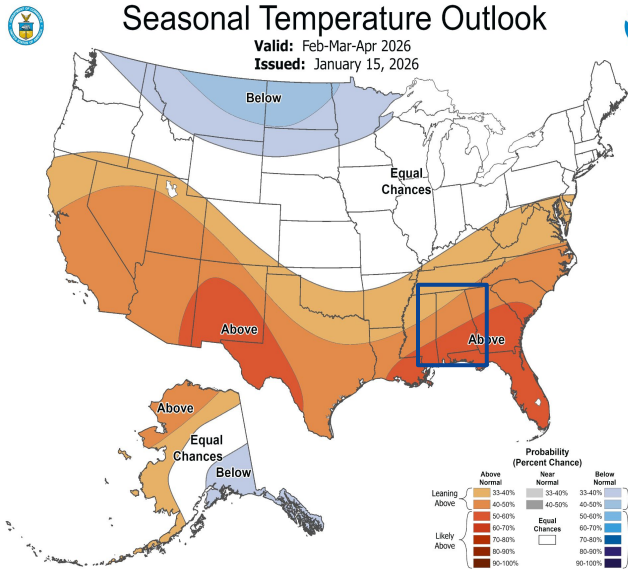 Seasonal Temperature Outlook
Valid: Feb-Mar-Apr 2026
Issued: January 15, 2026
Below
Equal
Chances
Above
Above
Above
Equal
Chances
Below
Probability
(Percent Chance)
Above
Normal
Near
Normal
Below
Normal
Leaning
Above
33-40%
40-50%
33-40%
40-50%
33-40%
40-50%
Likely
Above
50-60%
60-70%
70-80%
80-90%
90-100%
Equal
Chances
50-60%
60-70%
70-80%
80-90%
90-100%